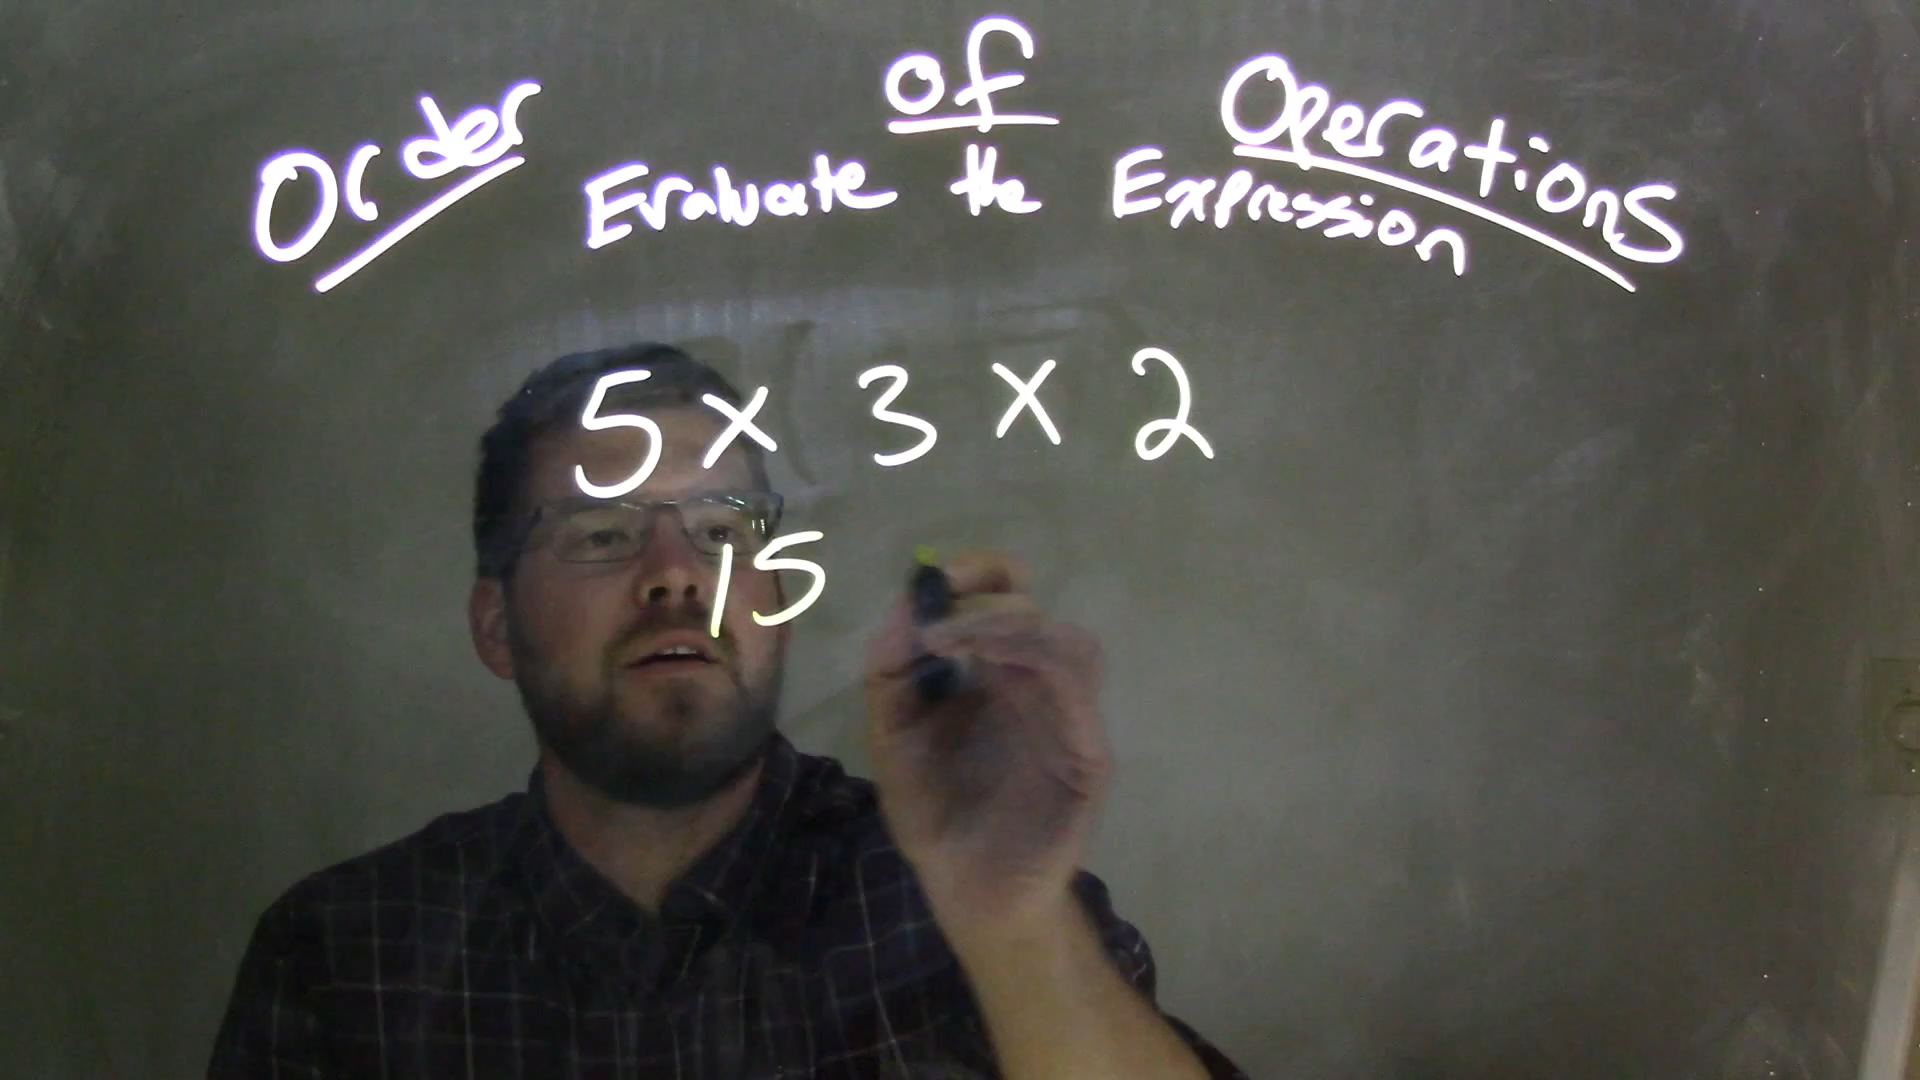 Order of Operations
Evaluate the Expression
5 x 3 x 2
15